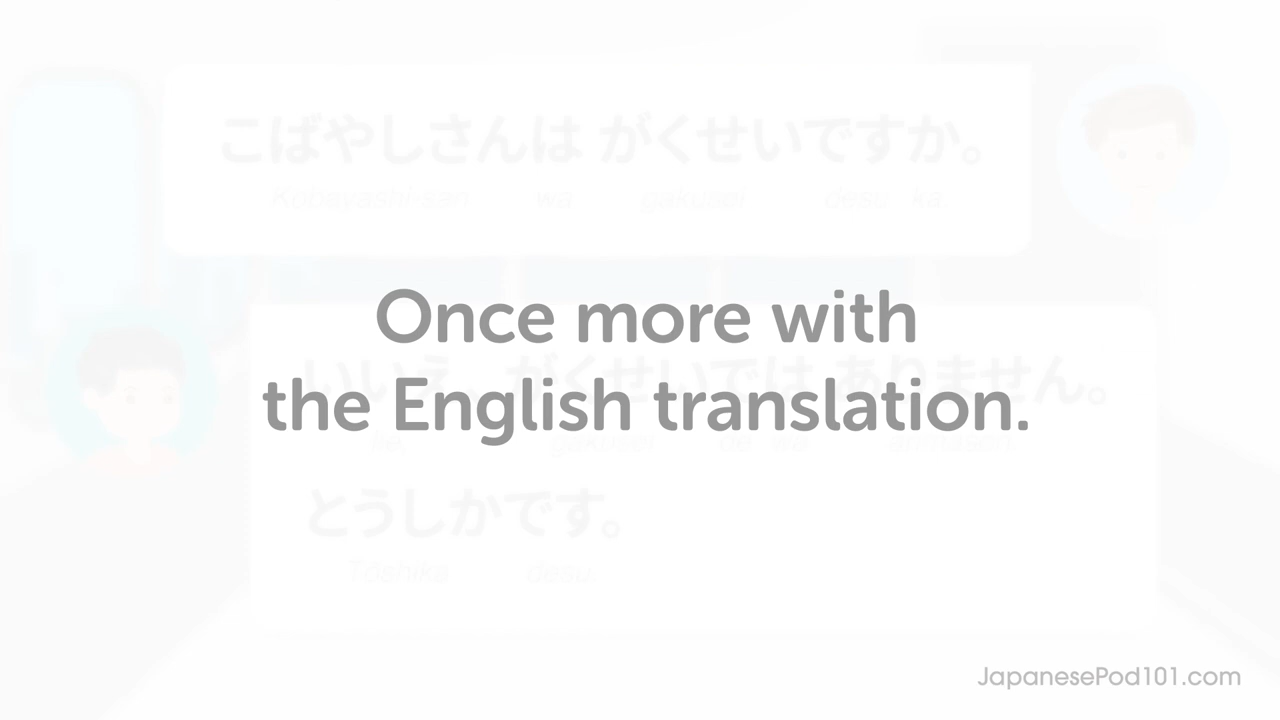 こばやしさんは がくせいですか。
Kobayashi-san wa gakusei desu ka
Once more with
いいえ、がくせいでは ありません。
the English translation.
Iie, gakusei de wa arimasen.
とうしかです。
Tōshika desu.
JapanesePod101.com